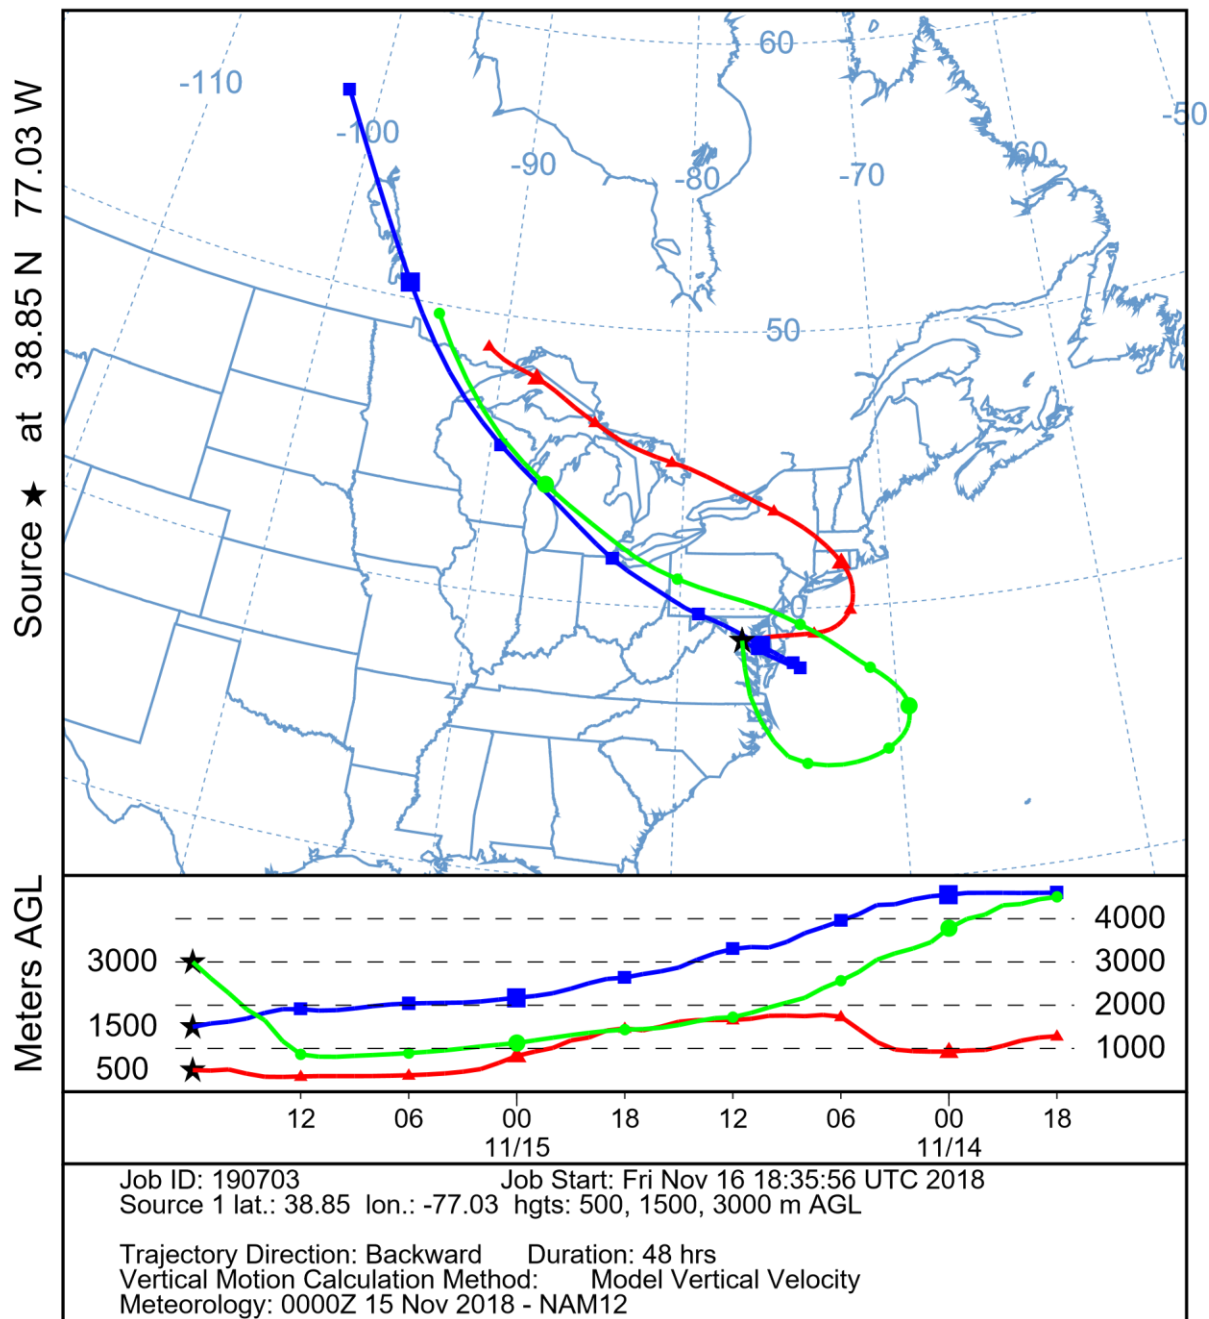 Source ★ at 38.85 N 77.03 W
60
-110
-50
-100
-60
-90
-80
-70
50
40
Meters AGL
4000
3000
3000
2000
1500
1000
500
12 06 00 18 12 06 00 18
11/15 11/14
Job ID: 190703 Job Start: Fri Nov 16 18:35:56 UTC 2018
Source 1 lat.: 38.85 lon.: -77.03 hgts: 500, 1500, 3000 m AGL
Trajectory Direction: Backward Duration: 48 hrs
Vertical Motion Calculation Method: Model Vertical Velocity
Meteorology: 0000Z 15 Nov 2018 - NAM12